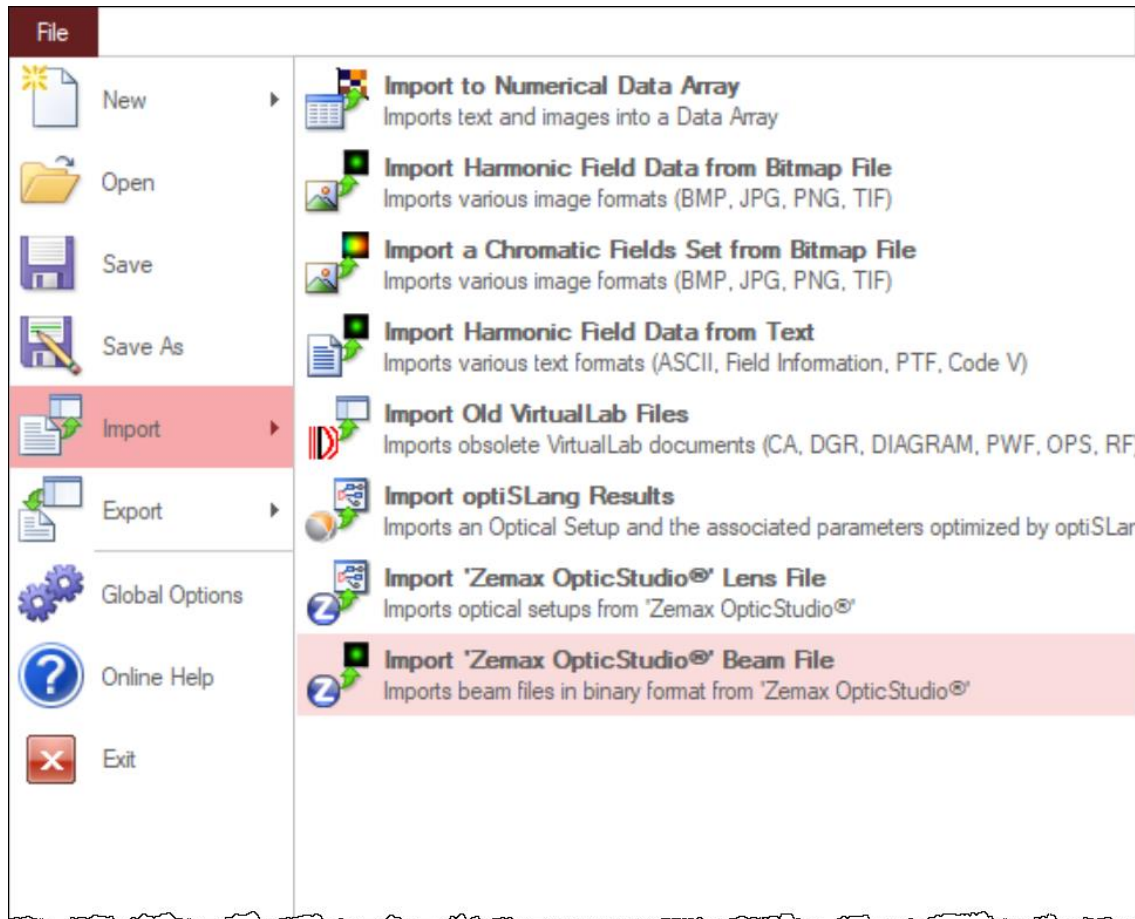 File
New
Open
Save
Save As
Import
Export
Global Options
Online Help
Exit
Import to Numerical Data Array
Imports text and images into a Data Array
Import Harmonic Field Data from Bitmap File
Imports various image formats (BMP, JPG, PNG, TIF)
Import a Chromatic Fields Set from Bitmap File
Imports various image formats (BMP, JPG, PNG, TIF)
Import Harmonic Field Data from Text
Imports various text formats (ASCII, Field Information, PTF, Code V)
Import Old VirtualLab Files
Imports obsolete VirtualLab documents (CA, DGR, DIAGRAM, PWF, OPS, RF)
Import optiSLang Results
Imports an Optical Setup and the associated parameters optimized by optiSLan
Import 'Zemax OpticStudio®' Lens File
Imports optical setups from 'Zemax OpticStudio®'
Import 'Zemax OpticStudio®' Beam File
Imports beam files in binary format from 'Zemax OpticStudio®'